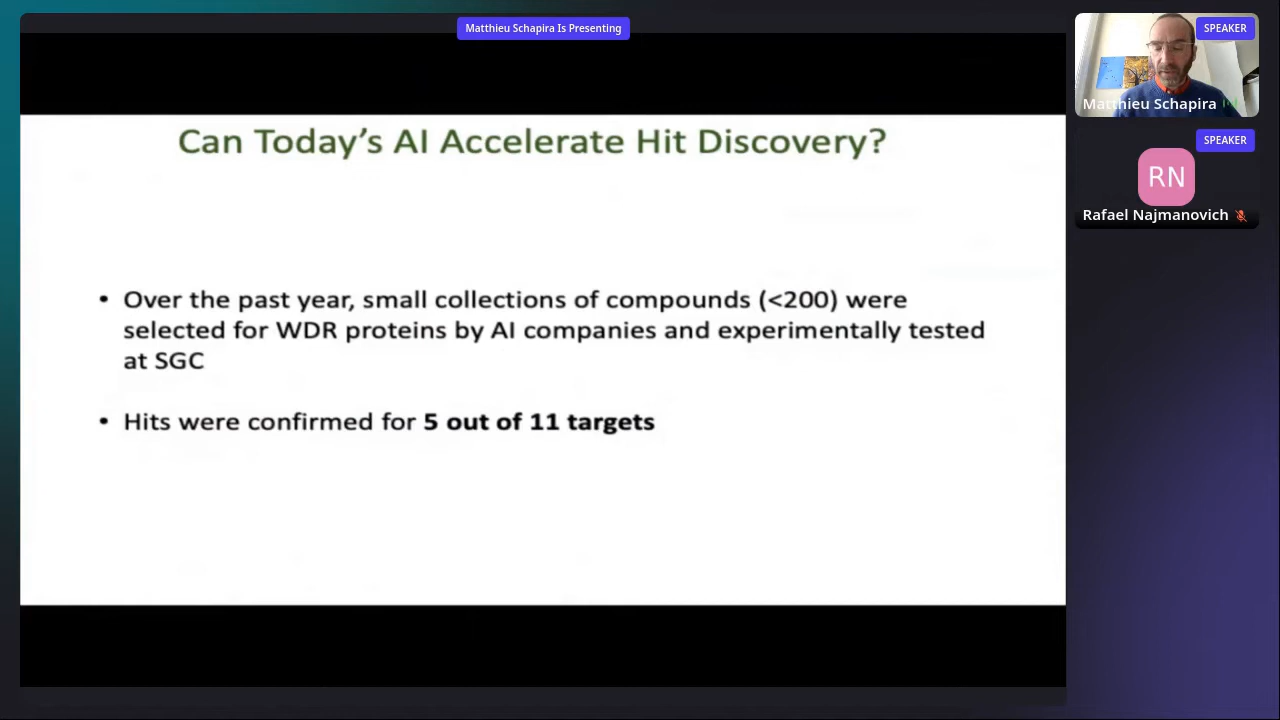 Matthieu Schapira Is Presenting
SPEAKER
Matthieu Schapira
SPEAKER
RN
Rafael Najmanovich
Can Today's AI Accelerate Hit Discovery?
• Over the past year, small collections of compounds (<200) were
selected for WDR proteins by AI companies and experimentally tested
at SGC
• Hits were confirmed for 5 out of 11 targets